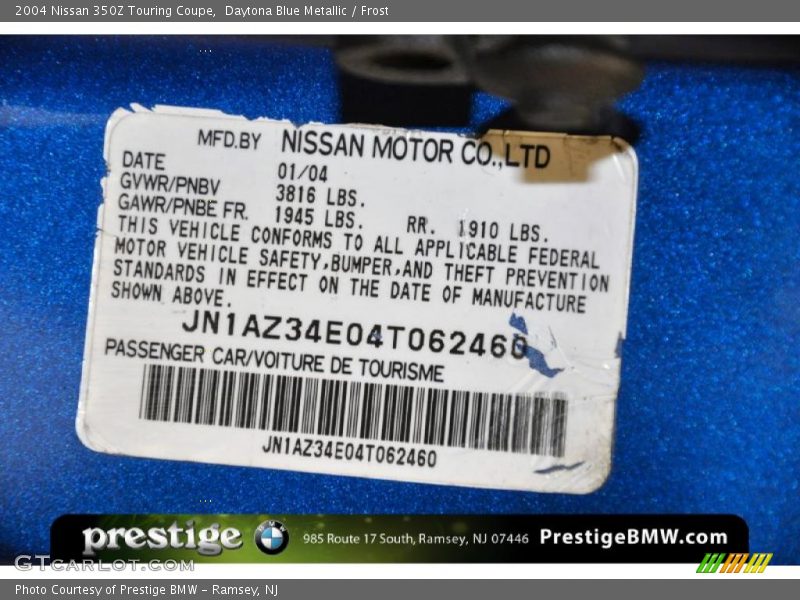 2004 Nissan 350Z Touring Coupe,  Daytona Blue Metallic / Frost
MFD.BY NISSAN MOTOR CO.,LTD
DATE 01/04
GVWR/PNBV 3816 LBS.
GAWR/PNBE FR. 1945 LBS. RR. 1910 LBS.
THIS VEHICLE CONFORMS TO ALL APPLICABLE FEDERAL
MOTOR VEHICLE SAFETY,BUMPER,AND THEFT PREVENTION
STANDARDS IN EFFECT ON THE DATE OF MANUFACTURE
SHOWN ABOVE.
JN1AZ34E04T062460
PASSENGER CAR/VOITURE DE TOURISME
JN1AZ34E04T062460
prestige BMW 985 Route 17 South, Ramsey, NJ 07446 PrestigeBMW.com
GTCARLOT.COM
Photo Courtesy of Prestige BMW – Ramsey, NJ